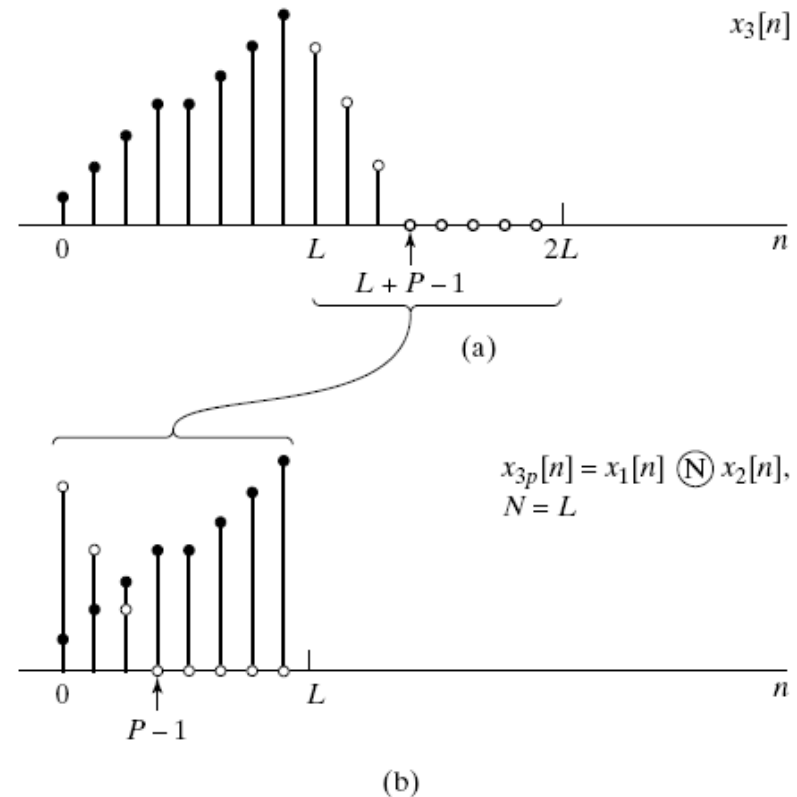 x₃[n]
0 L 2L n
L + P – 1
(a)
x₃ₚ[n] = x₁[n] Ⓝ x₂[n],
N = L
0 L n
P – 1
(b)